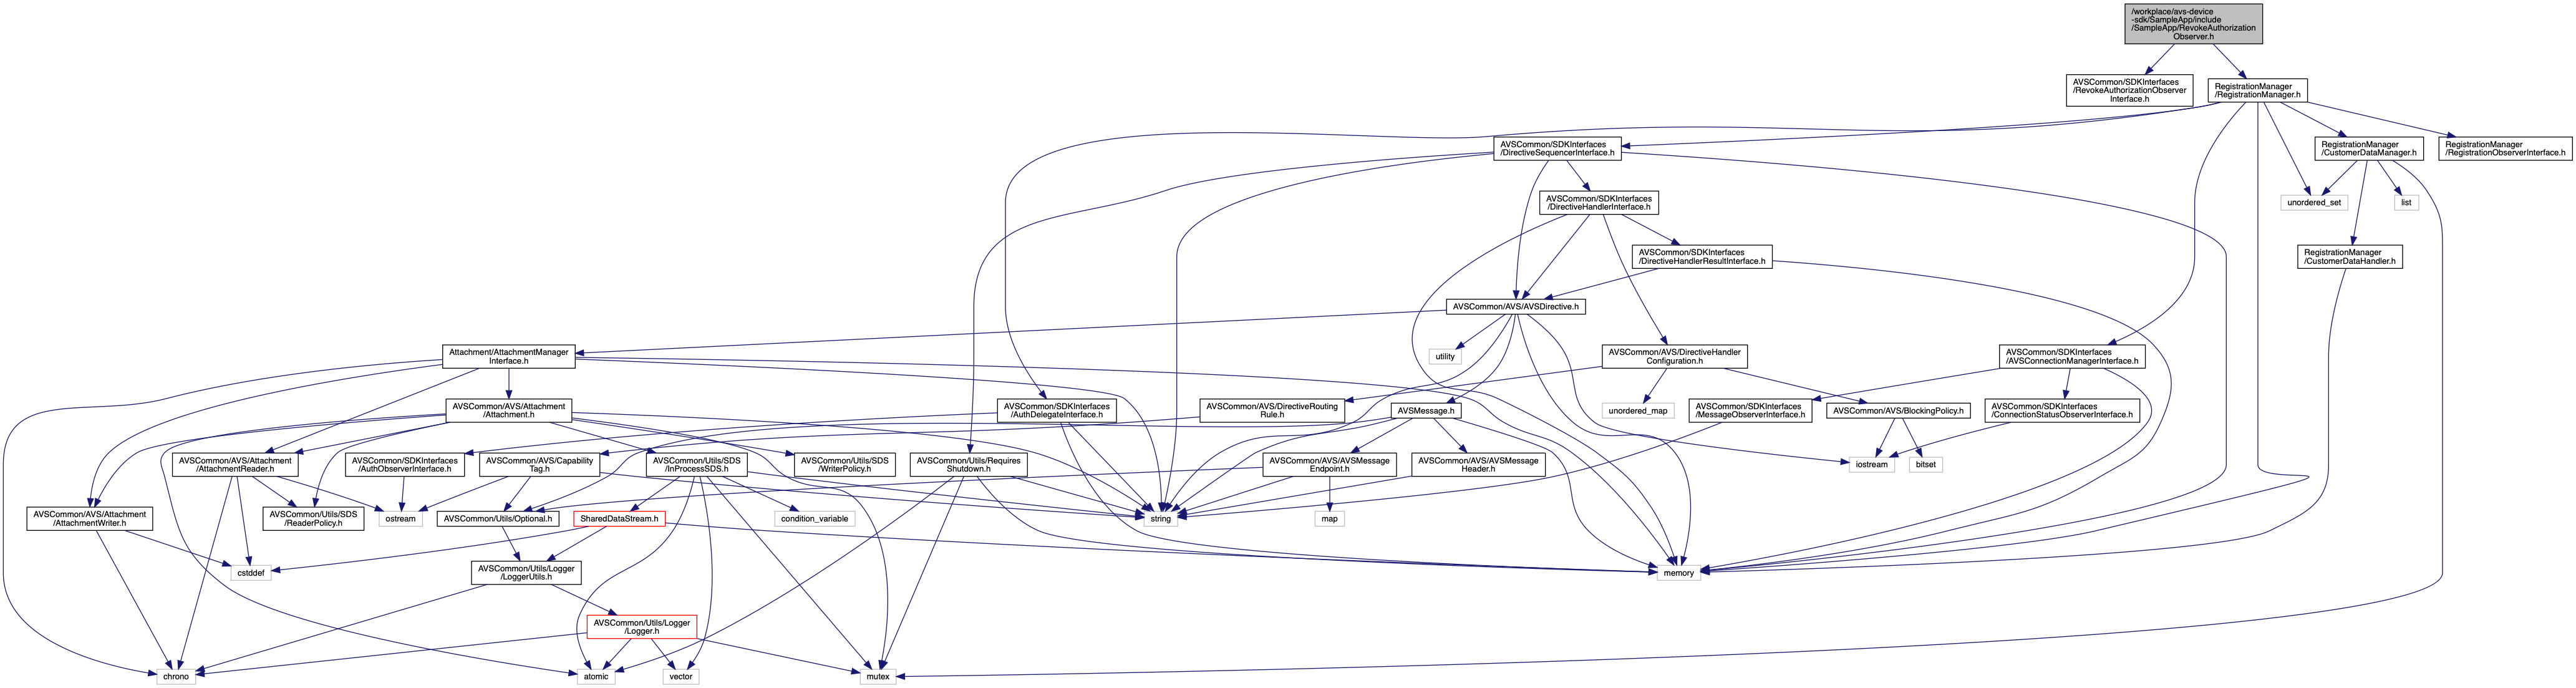 /workplace/avs-device
-sdk/SampleApp/include
/SampleApp/RevokeAuthorization
Observer.h
AVSCommon/SDKInterfaces
/RevokeAuthorizationObserver
Interface.h
RegistrationManager
/RegistrationManager.h
AVSCommon/SDKInterfaces
/DirectiveSequencerInterface.h
RegistrationManager
/CustomerDataManager.h
RegistrationManager
/RegistrationObserverInterface.h
AVSCommon/SDKInterfaces
/DirectiveHandlerInterface.h
unordered_set
list
AVSCommon/SDKInterfaces
/DirectiveHandlerResultInterface.h
RegistrationManager
/CustomerDataHandler.h
AVSCommon/AVS/AVSDirective.h
Attachment/AttachmentManager
Interface.h
utility
AVSCommon/AVS/DirectiveHandler
Configuration.h
AVSCommon/SDKInterfaces
/AVSConnectionManagerInterface.h
AVSCommon/AVS/Attachment
/Attachment.h
AVSCommon/SDKInterfaces
/AuthDelegateInterface.h
AVSCommon/AVS/DirectiveRouting
Rule.h
AVSMessage.h
unordered_map
AVSCommon/SDKInterfaces
/MessageObserverInterface.h
AVSCommon/AVS/BlockingPolicy.h
AVSCommon/SDKInterfaces
/ConnectionStatusObserverInterface.h
AVSCommon/AVS/Attachment
/AttachmentReader.h
AVSCommon/SDKInterfaces
/AuthObserverInterface.h
AVSCommon/AVS/Capability
Tag.h
AVSCommon/Utils/SDS
/InProcessSDS.h
AVSCommon/Utils/SDS
/WriterPolicy.h
AVSCommon/Utils/Requires
Shutdown.h
AVSCommon/AVS/AVSMessage
Endpoint.h
AVSCommon/AVS/AVSMessage
Header.h
iostream
bitset
AVSCommon/AVS/Attachment
/AttachmentWriter.h
AVSCommon/Utils/SDS
/ReaderPolicy.h
ostream
AVSCommon/Utils/Optional.h
SharedDataStream.h
condition_variable
string
map
cstddef
AVSCommon/Utils/Logger
/LoggerUtils.h
memory
AVSCommon/Utils/Logger
/Logger.h
chrono
atomic
vector
mutex